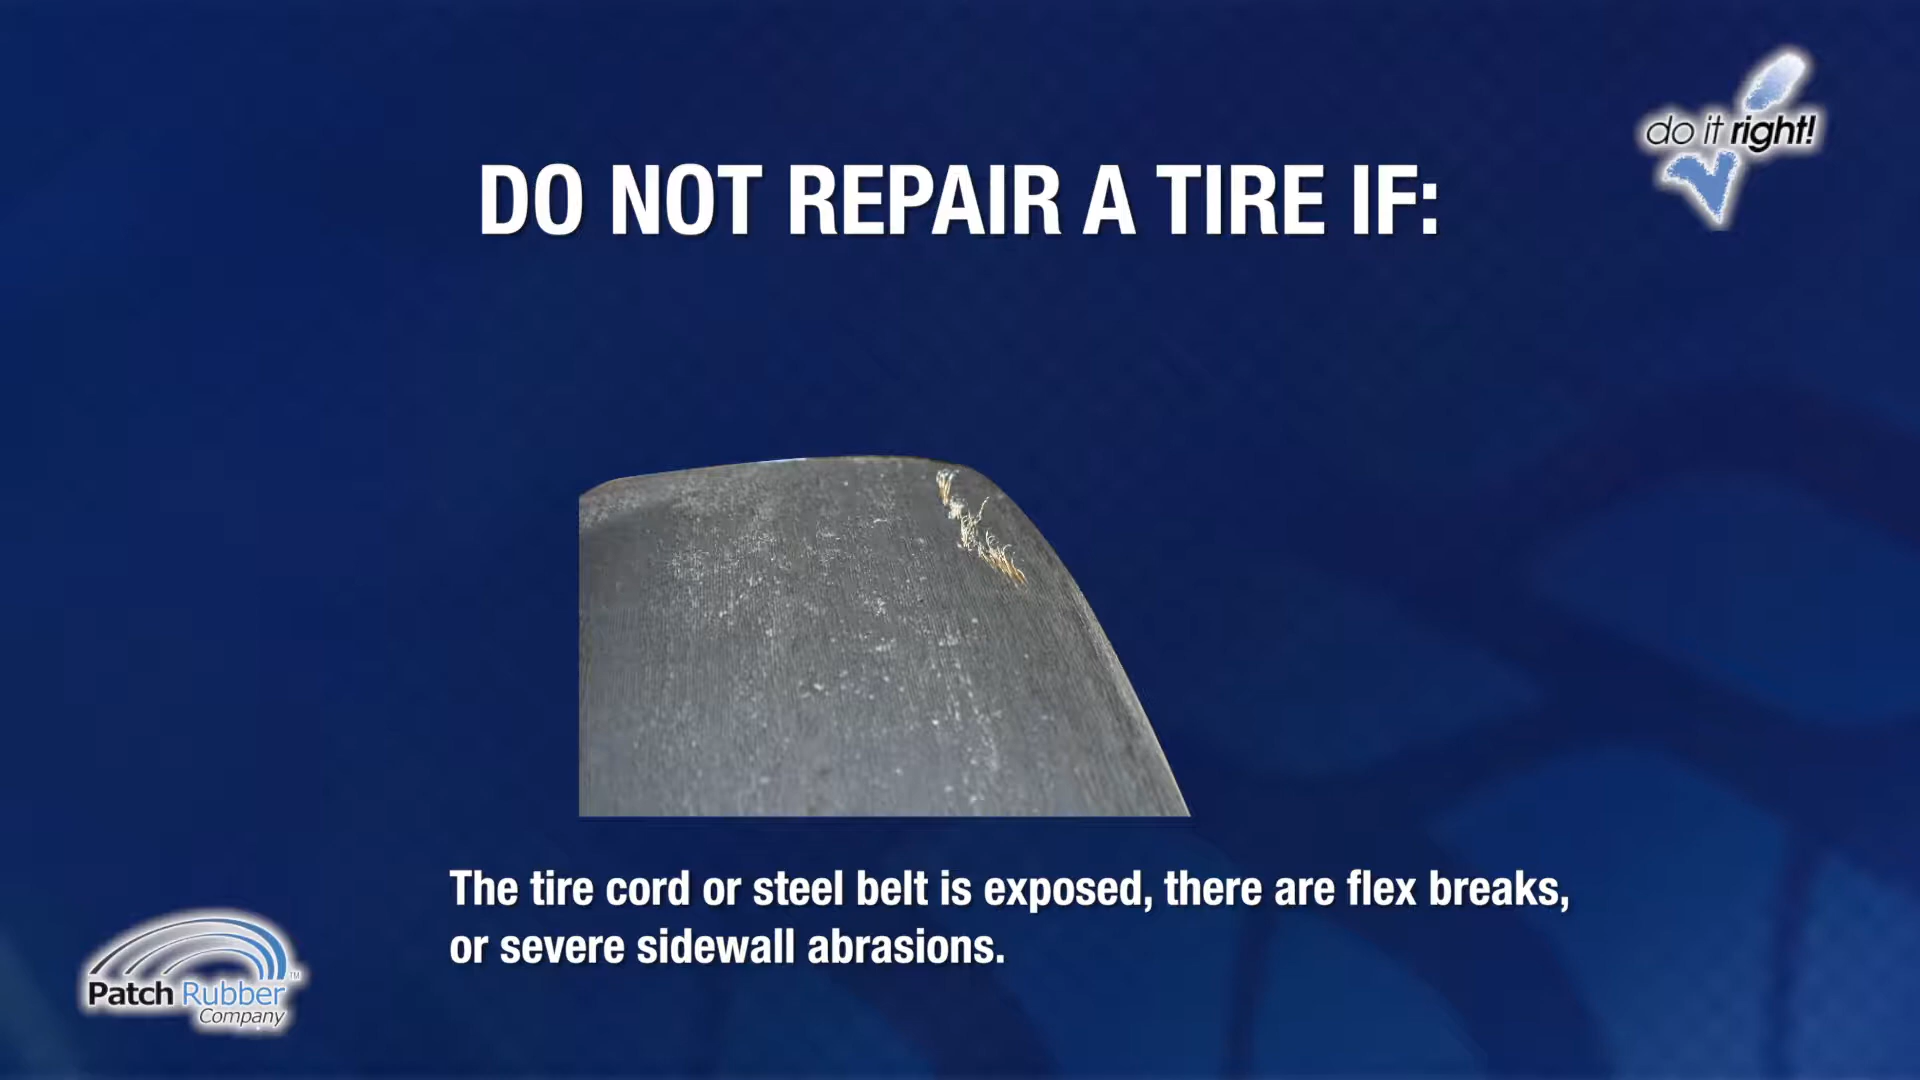 do it right!
DO NOT REPAIR A TIRE IF:
The tire cord or steel belt is exposed, there are flex breaks,
or severe sidewall abrasions.
Patch Rubber TM
Company